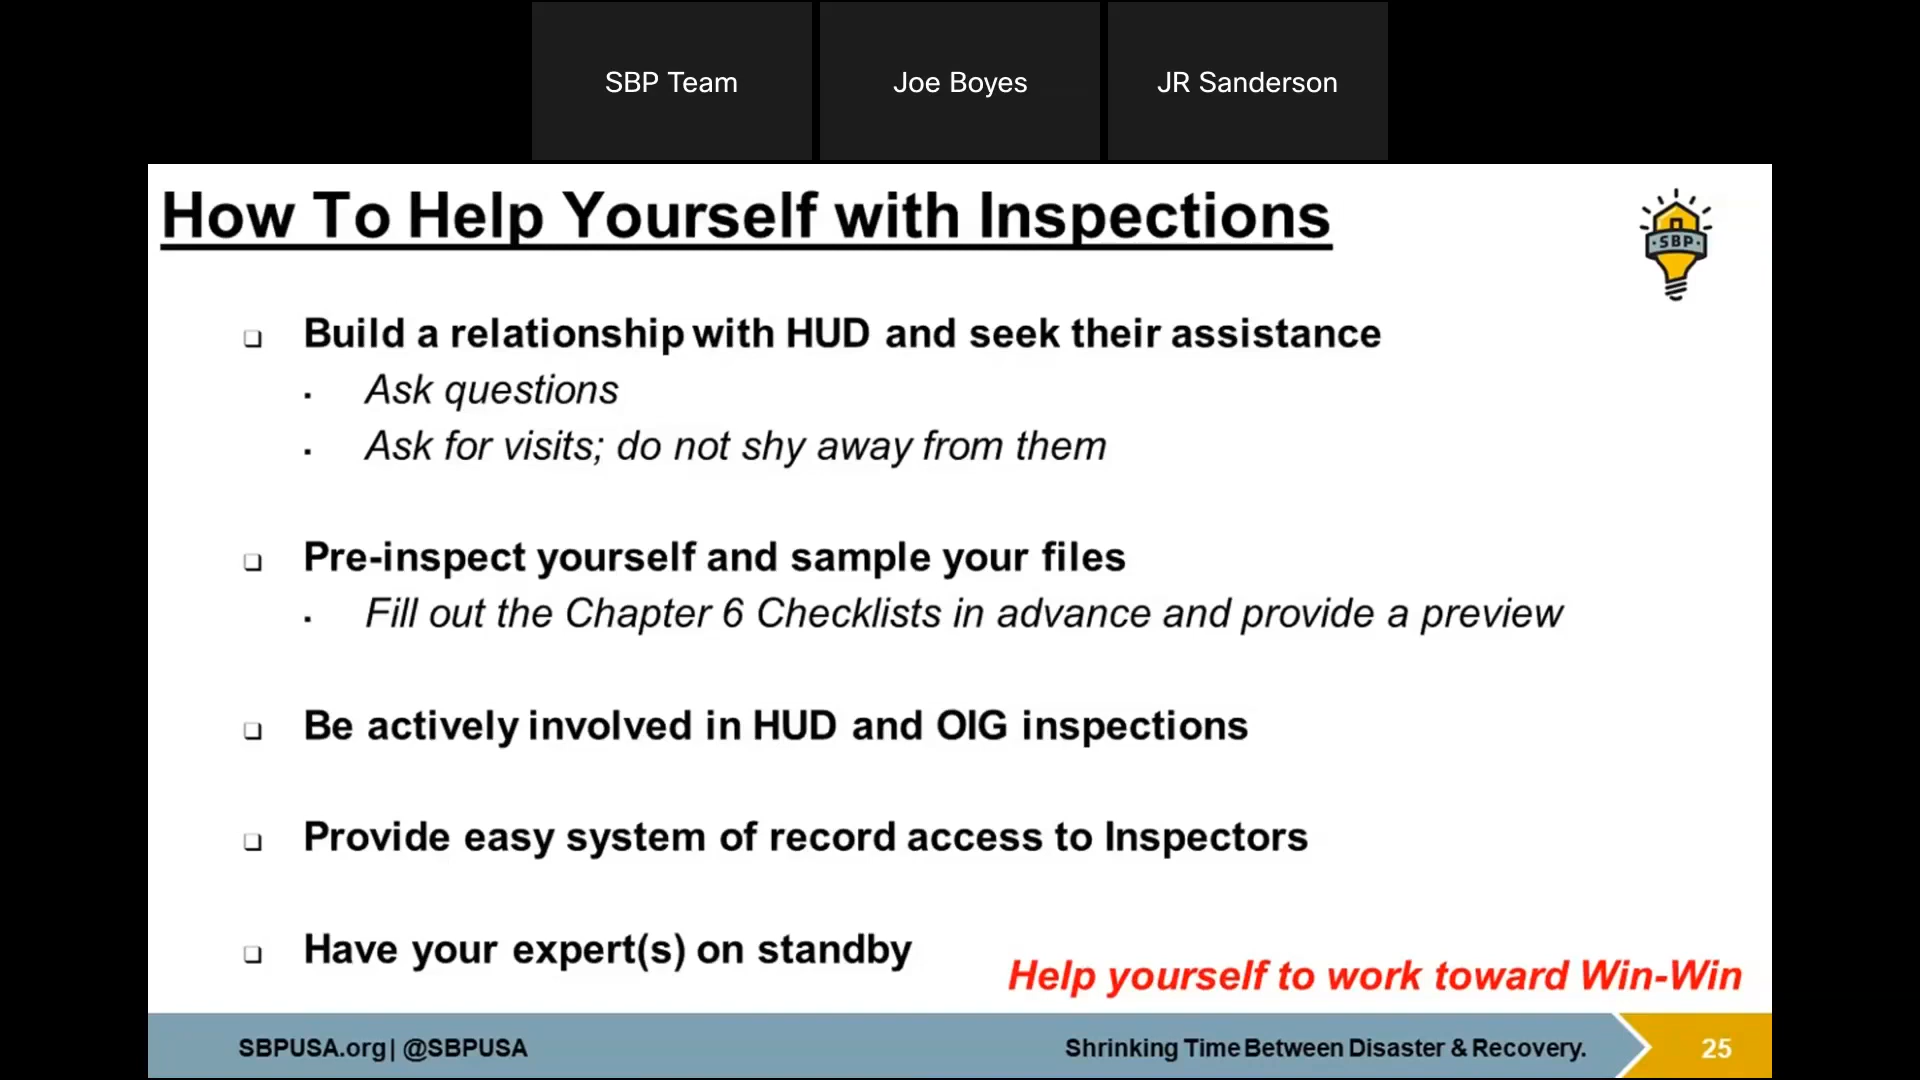 SBP Team
Joe Boyes
JR Sanderson
How To Help Yourself with Inspections
SBP
Build a relationship with HUD and seek their assistance
Ask questions
Ask for visits; do not shy away from them
Pre-inspect yourself and sample your files
Fill out the Chapter 6 Checklists in advance and provide a preview
Be actively involved in HUD and OIG inspections
Provide easy system of record access to Inspectors
Have your expert(s) on standby
Help yourself to work toward Win-Win
SBPUSA.org| @SBPUSA
Shrinking Time Between Disaster & Recovery.
25